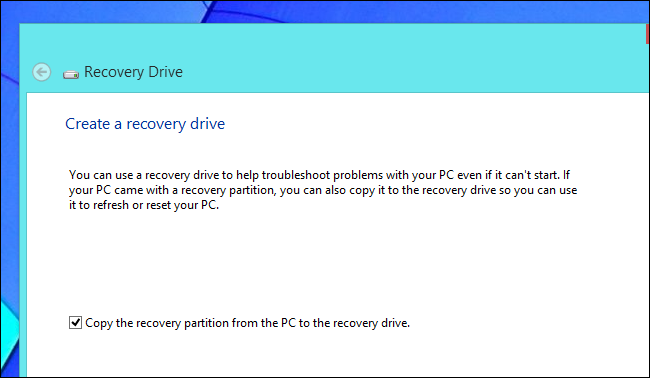 Recovery Drive
Create a recovery drive
You can use a recovery drive to help troubleshoot problems with your PC even if it can't start. If
your PC came with a recovery partition, you can also copy it to the recovery drive so you can use
it to refresh or reset your PC.
Copy the recovery partition from the PC to the recovery drive.